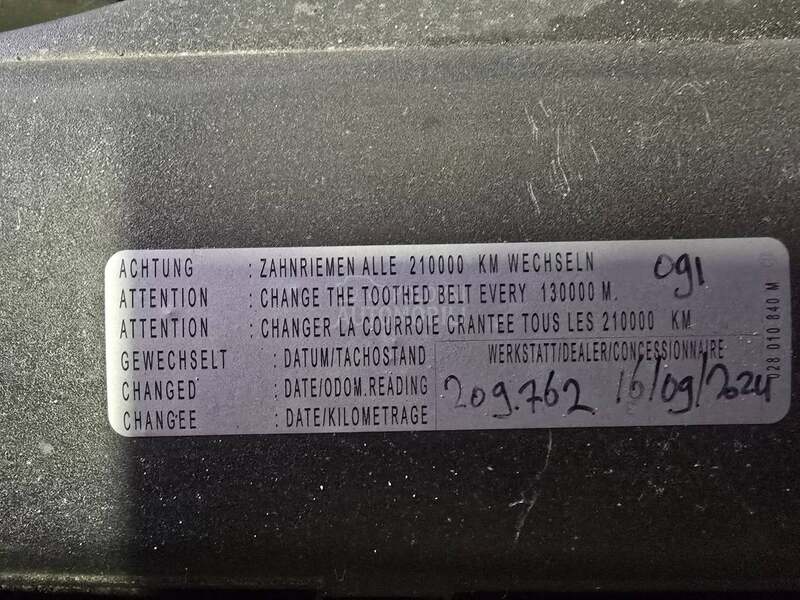 ACHTUNG : ZAHNRIEMEN ALLE 210000 KM WECHSELN
091
ATTENTION : CHANGE THE TOOTHED BELT EVERY 130000 M.
ATTENTION : CHANGER LA COURROIE CRANTEE TOUS LES 210000 KM
GEWECHSELT : DATUM/TACHOSTAND
WERKSTATT/DEALER/CONCESSIONNAIRE
CHANGED : DATE/ODOM.READING
209.762 16/09/2024
CHANGEE : DATE/KILOMETRAGE
028 010 840 M